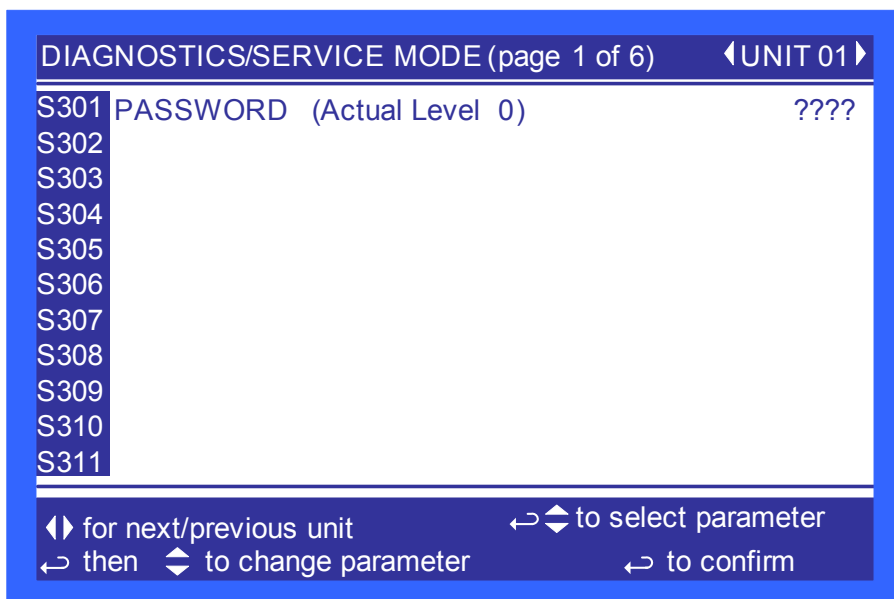 DIAGNOSTICS/SERVICE MODE (page 1 of 6) UNIT 01
S301 PASSWORD (Actual Level 0) ????
S302
S303
S304
S305
S306
S307
S308
S309
S310
S311
for next/previous unit
to select parameter
then to change parameter
to confirm